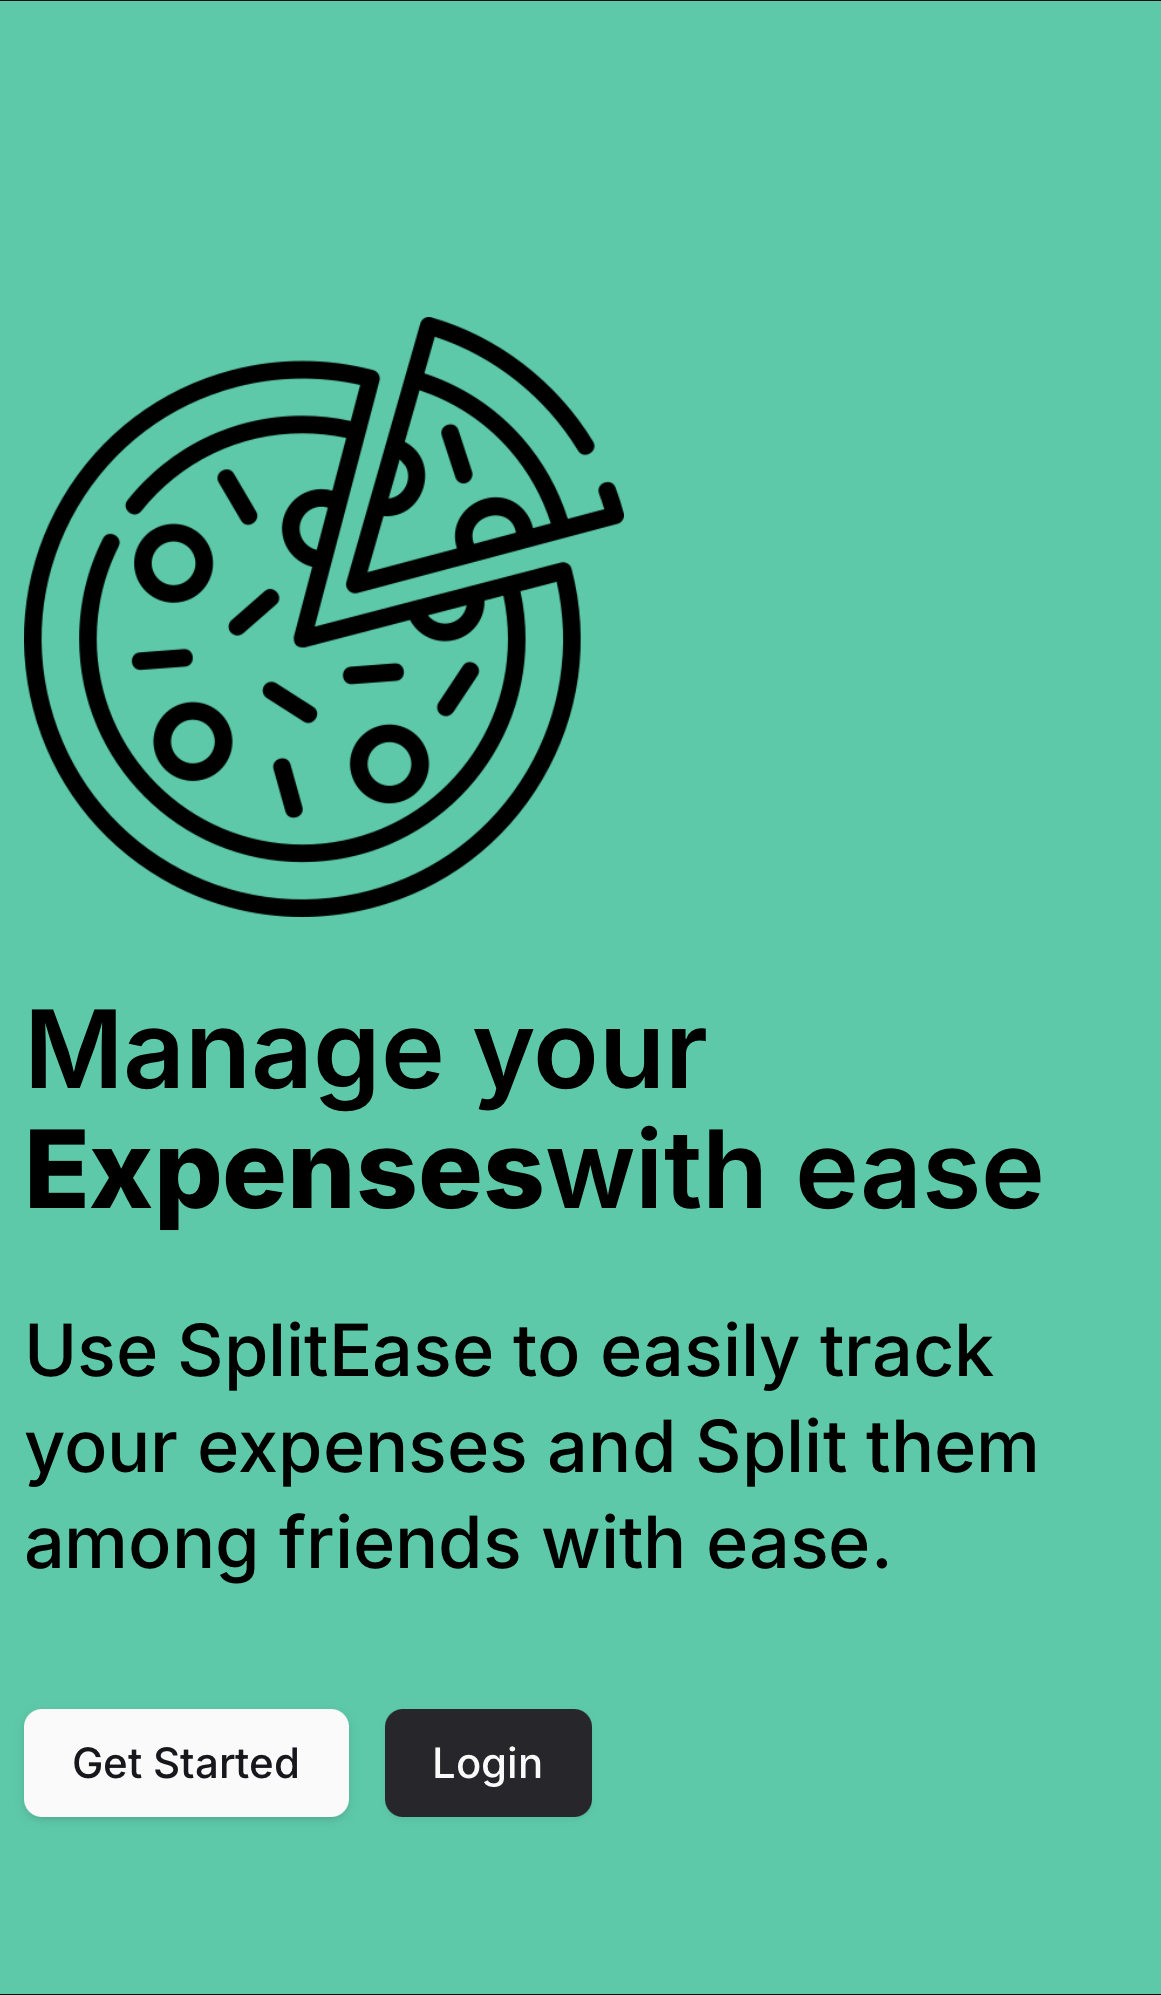 Manage your
Expenseswith ease
Use SplitEase to easily track
your expenses and Split them
among friends with ease.
Get Started
Login